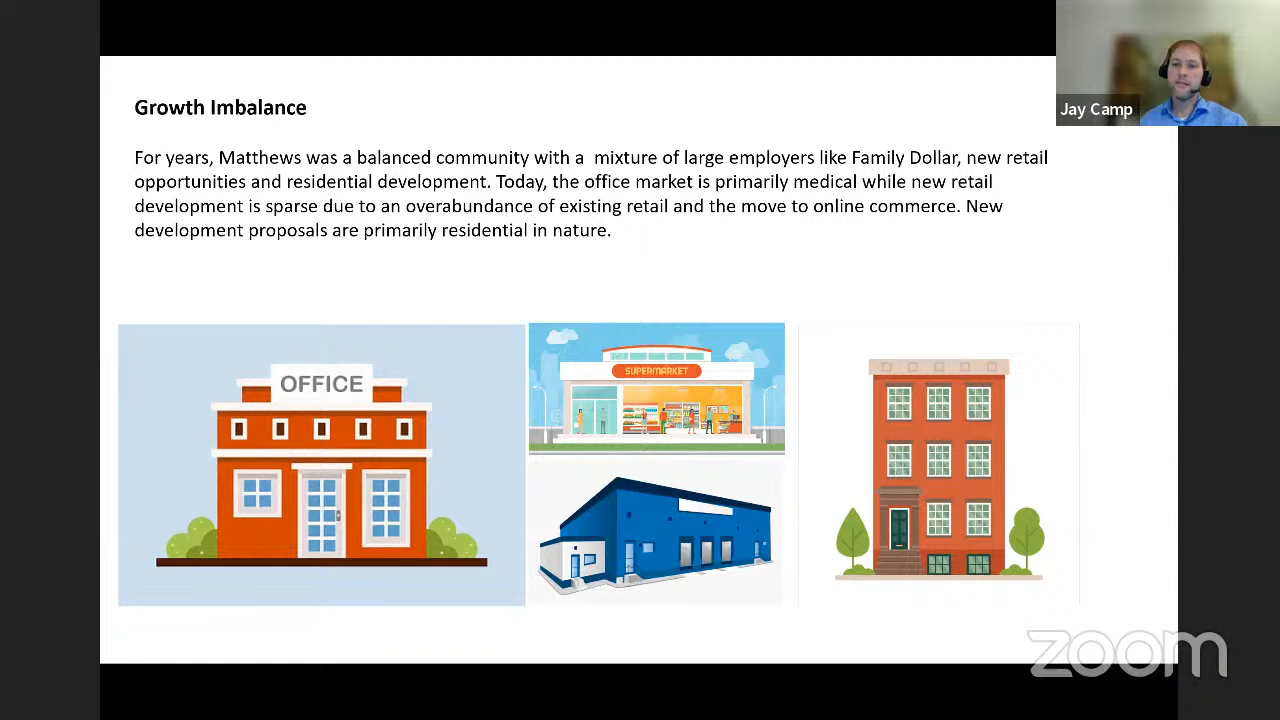 Growth Imbalance
Jay Camp
For years, Matthews was a balanced community with a mixture of large employers like Family Dollar, new retail
opportunities and residential development. Today, the office market is primarily medical while new retail
development is sparse due to an overabundance of existing retail and the move to online commerce. New
development proposals are primarily residential in nature.
OFFICE
SUPERMARKET
zoom